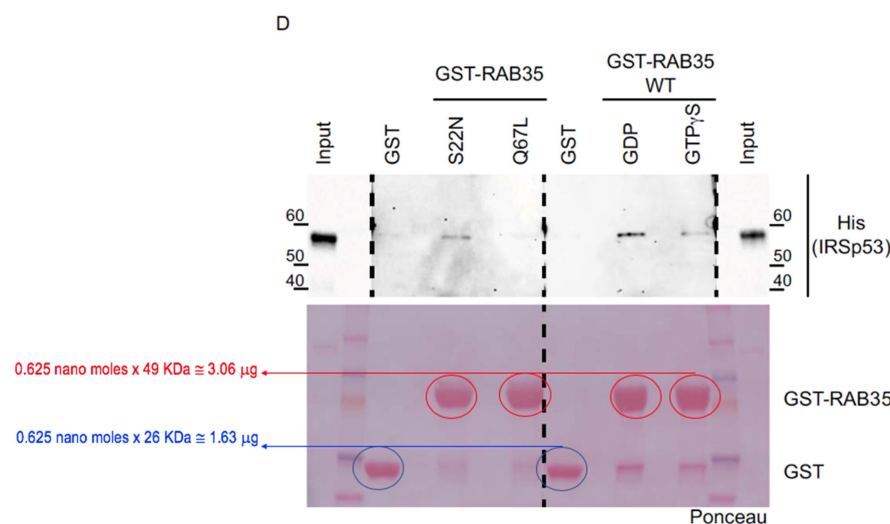 D
GST-RAB35
GST-RAB35
WT
Input
GST
S22N
Q67L
GST
GDP
GTPγS
Input
60
50
40
60
50
40
His
(IRSp53)
0.625 nano moles x 49 KDa ≅ 3.06 μg
GST-RAB35
0.625 nano moles x 26 KDa ≅ 1.63 μg
GST
Ponceau